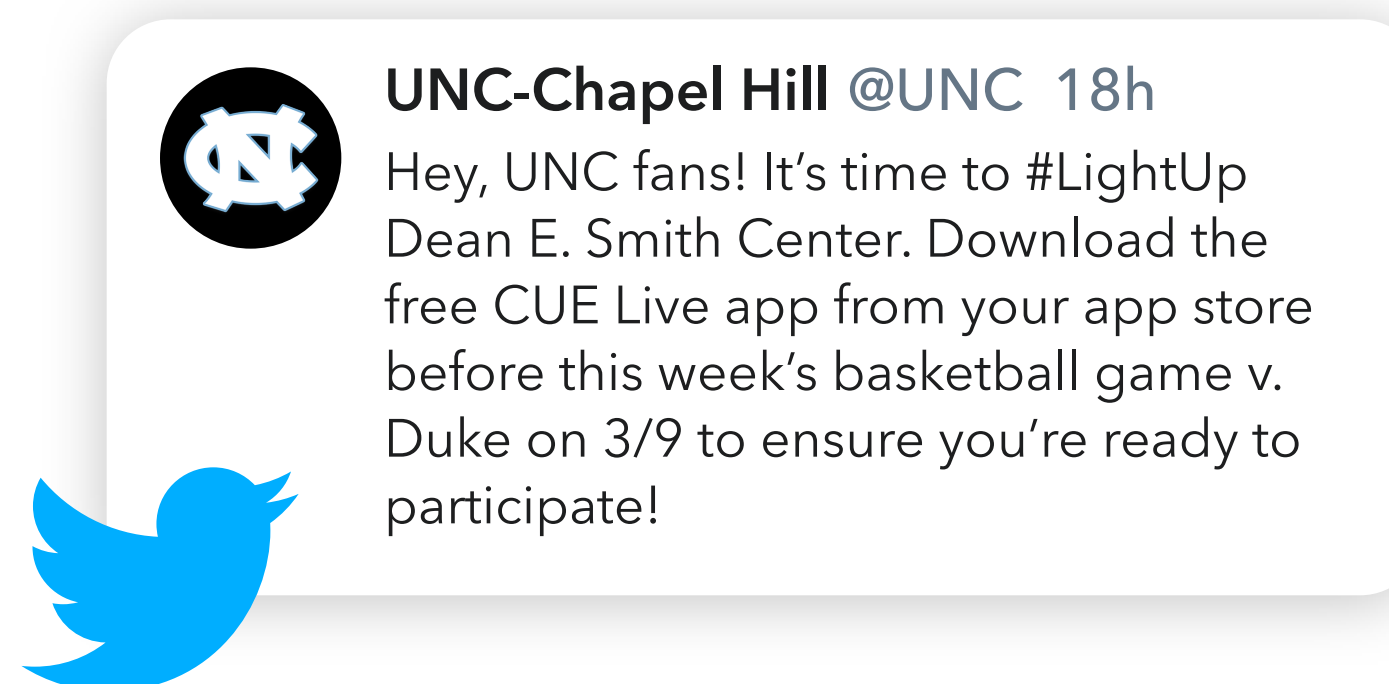 UNC-Chapel Hill @UNC 18h
Hey, UNC fans! It’s time to #LightUp
Dean E. Smith Center. Download the
free CUE Live app from your app store
before this week’s basketball game v.
Duke on 3/9 to ensure you’re ready to
participate!
NC